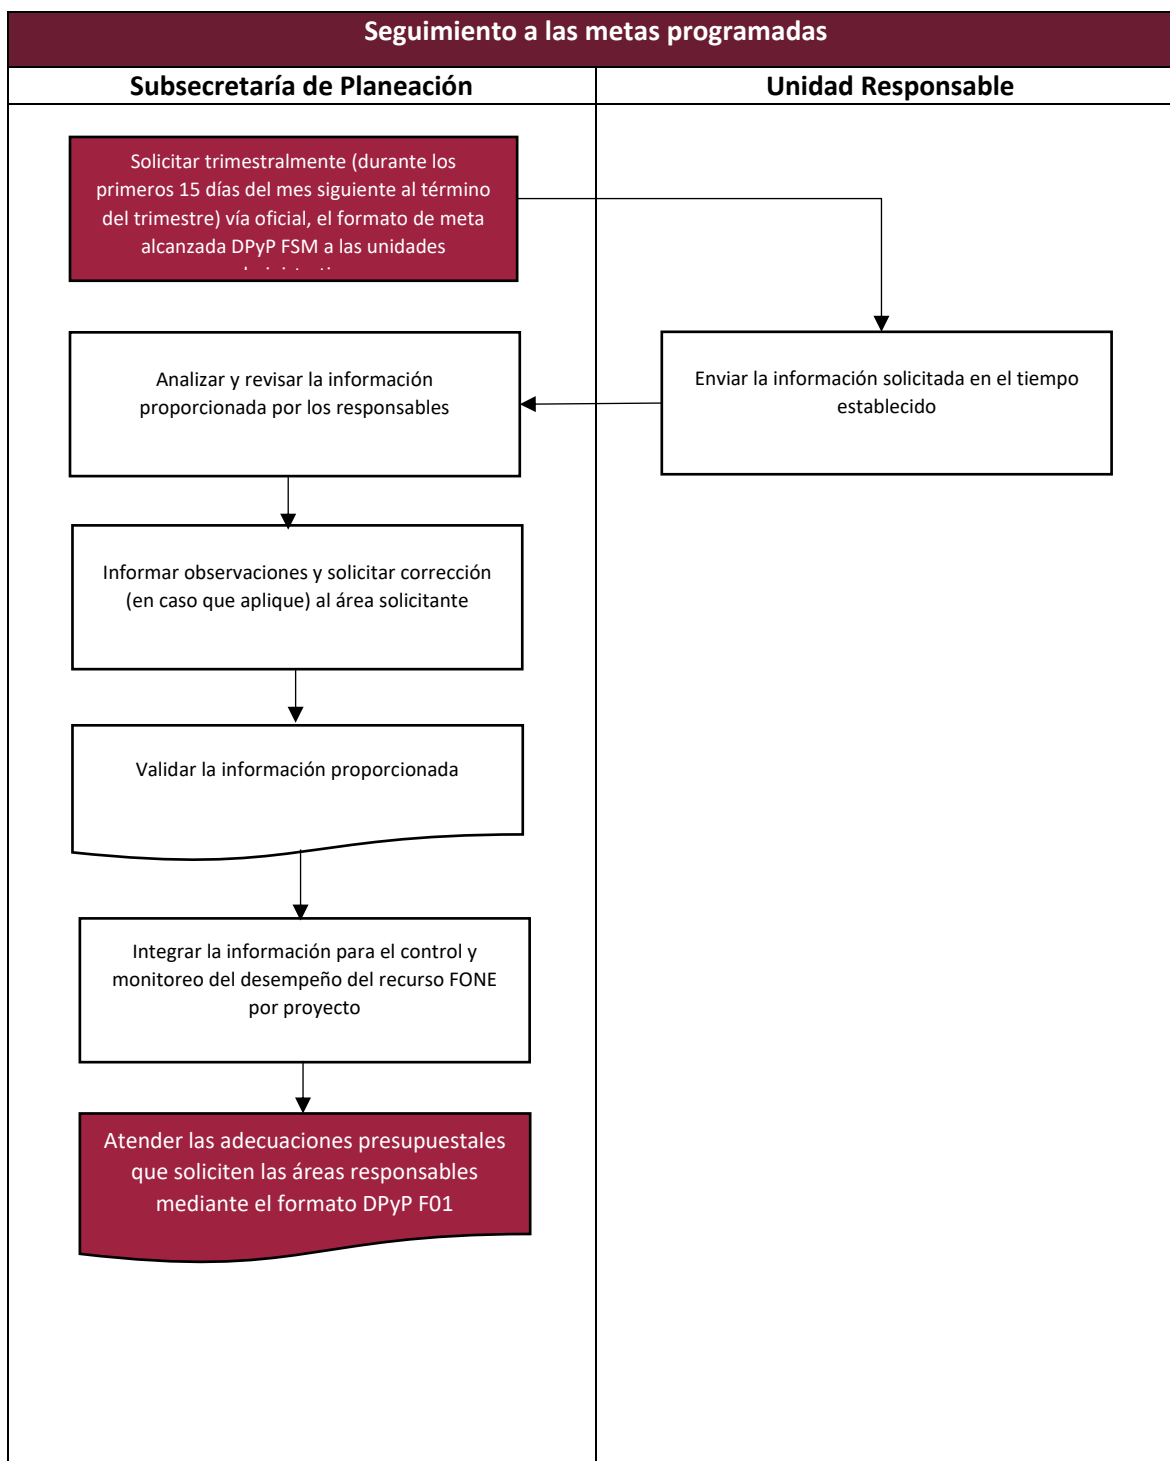 Seguimiento a las metas programadas
Subsecretaría de Planeación
Unidad Responsable
Solicitar trimestralmente (durante los
primeros 15 días del mes siguiente al término
del trimestre) vía oficial, el formato de meta
alcanzada DPyP FSM a las unidades
Analizar y revisar la información
proporcionada por los responsables
Enviar la información solicitada en el tiempo
establecido
Informar observaciones y solicitar corrección
(en caso que aplique) al área solicitante
Validar la información proporcionada
Integrar la información para el control y
monitoreo del desempeño del recurso FONE
por proyecto
Atender las adecuaciones presupuestales
que soliciten las áreas responsables
mediante el formato DPyP F01